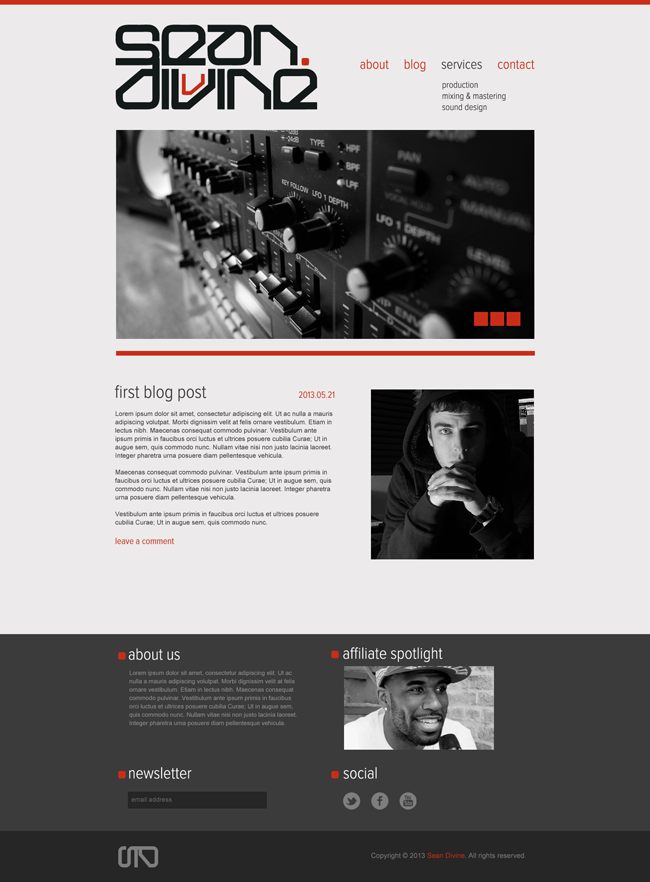 sean.
divine
about blog services contact
production
mixing & mastering
sound design
+24dB
-24dB
TYPE
HPF
BPF
LPF
PAN
VOCAL HOLD
AUTO
MANUAL
KEY FOLLOW LFO 1 DEPTH
LFO 1 DEPTH
LEVEL
first blog post 2013.05.21
Lorem ipsum dolor sit amet, consectetur adipiscing elit. Ut ac nulla a mauris
adipiscing volutpat. Morbi dignissim velit et felis ornare vestibulum. Etiam in
lectus nibh. Maecenas consequat commodo pulvinar. Vestibulum ante
ipsum primis in faucibus orci luctus et ultrices posuere cubilia Curae; Ut in
augue sem, quis commodo nunc. Nullam vitae nisi non justo lacinia laoreet.
Integer pharetra urna posuere diam pellentesque vehicula.
Maecenas consequat commodo pulvinar. Vestibulum ante ipsum primis in
faucibus orci luctus et ultrices posuere cubilia Curae; Ut in augue sem, quis
commodo nunc. Nullam vitae nisi non justo lacinia laoreet. Integer pharetra
urna posuere diam pellentesque vehicula.
Vestibulum ante ipsum primis in faucibus orci luctus et ultrices posuere
cubilia Curae; Ut in augue sem, quis commodo nunc.
leave a comment
about us
Lorem ipsum dolor sit amet, consectetur adipiscing elit. Ut ac
nulla a mauris adipiscing volutpat. Morbi dignissim velit et felis
ornare vestibulum. Etiam in lectus nibh. Maecenas consequat
commodo pulvinar. Vestibulum ante ipsum primis in faucibus
orci luctus et ultrices posuere cubilia Curae; Ut in augue sem,
quis commodo nunc. Nullam vitae nisi non justo lacinia laoreet.
Integer pharetra urna posuere diam pellentesque vehicula.
affiliate spotlight
newsletter
email address
social
You
Tube
Copyright © 2013 Sean Divine. All rights reserved.